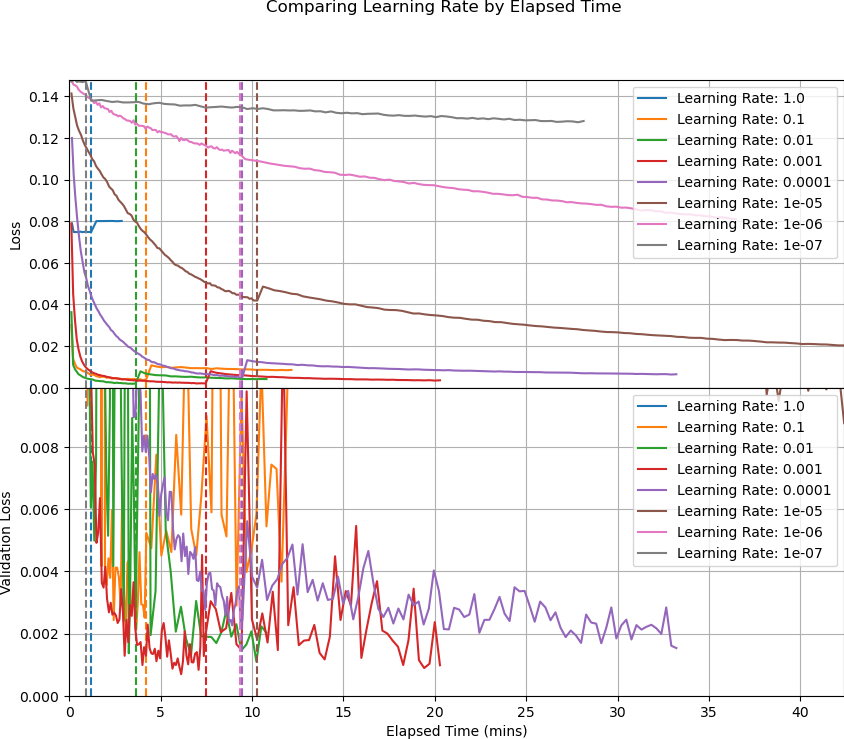 Comparing Learning Rate by Elapsed Time
Loss
0.14
0.12
0.10
0.08
0.06
0.04
0.02
0.00
Learning Rate: 1.0
Learning Rate: 0.1
Learning Rate: 0.01
Learning Rate: 0.001
Learning Rate: 0.0001
Learning Rate: 1e-05
Learning Rate: 1e-06
Learning Rate: 1e-07
Validation Loss
0.008
0.006
0.004
0.002
0.000
Learning Rate: 1.0
Learning Rate: 0.1
Learning Rate: 0.01
Learning Rate: 0.001
Learning Rate: 0.0001
Learning Rate: 1e-05
Learning Rate: 1e-06
Learning Rate: 1e-07
0 5 10 15 20 25 30 35 40
Elapsed Time (mins)